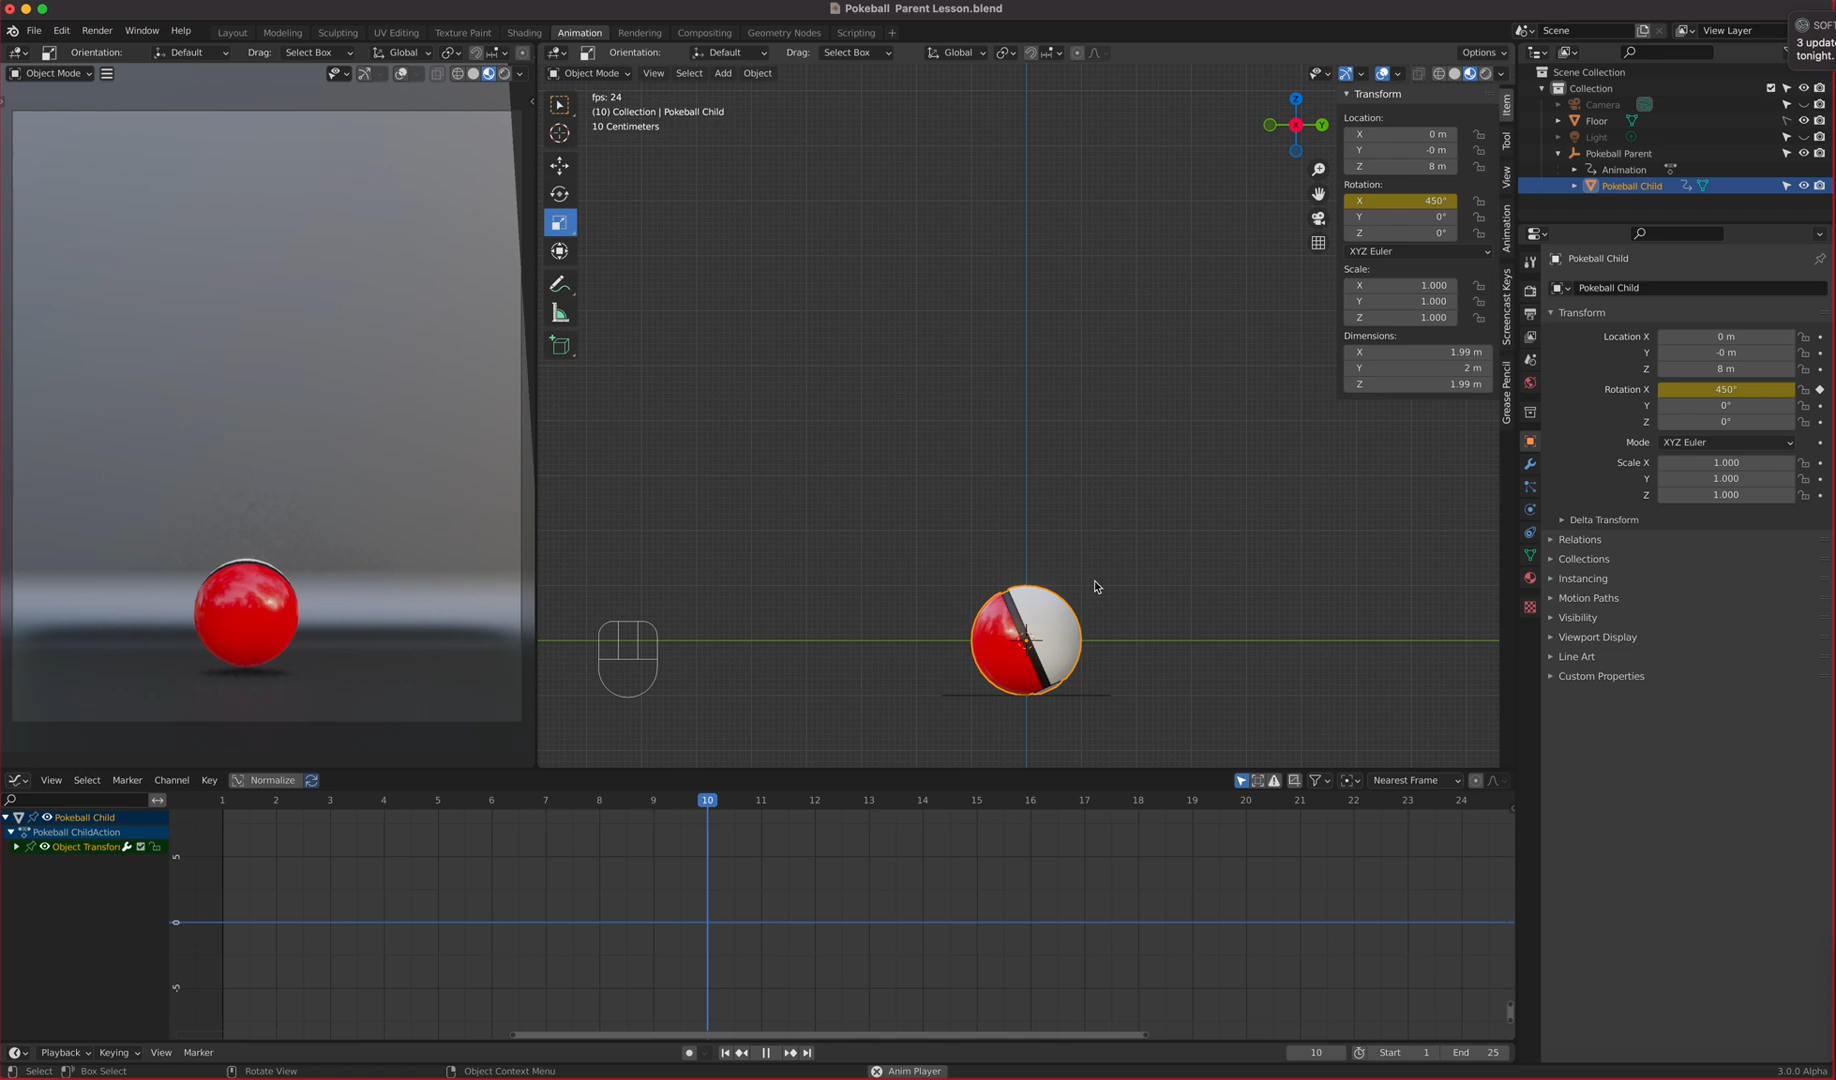 Pokeball Parent Lesson.blend
File Edit Render Window Help
Layout Modeling Sculpting UV Editing Texture Paint Shading Animation Rendering Compositing Geometry Nodes Scripting +
Scene
View Layer
SOFT
3 update
tonight.
Orientation: Default Drag: Select Box Global
Orientation: Default Drag: Select Box Global Options
Object Mode
Object Mode View Select Add Object
fps: 24
(10) Collection | Pokeball Child
10 Centimeters
Z
X
Y
Transform
Location:
X 0 m
Y -0 m
Z 8 m
Rotation:
X 450°
Y 0°
Z 0°
XYZ Euler
Scale:
X 1.000
Y 1.000
Z 1.000
Dimensions:
X 1.99 m
Y 2 m
Z 1.99 m
Item
Tool
View
Animation
Screencast Keys
Grease Pencil
Scene Collection
Collection
Camera
Floor
Light
Pokeball Parent
Animation
Pokeball Child
Pokeball Child
Pokeball Child
Transform
Location X 0 m
Y -0 m
Z 8 m
Rotation X 450°
Y 0°
Z 0°
Mode XYZ Euler
Scale X 1.000
Y 1.000
Z 1.000
Delta Transform
Relations
Collections
Instancing
Motion Paths
Visibility
Viewport Display
Line Art
Custom Properties
View Select Marker Channel Key Normalize Nearest Frame
1 2 3 4 5 6 7 8 9 10 11 12 13 14 15 16 17 18 19 20 21 22 23 24
Pokeball Child
Pokeball ChildAction
Object Transfor
5
0
-5
Playback Keying View Marker 10 Start 1 End 25
Select Box Select Rotate View Object Context Menu Anim Player 3.0.0 Alpha